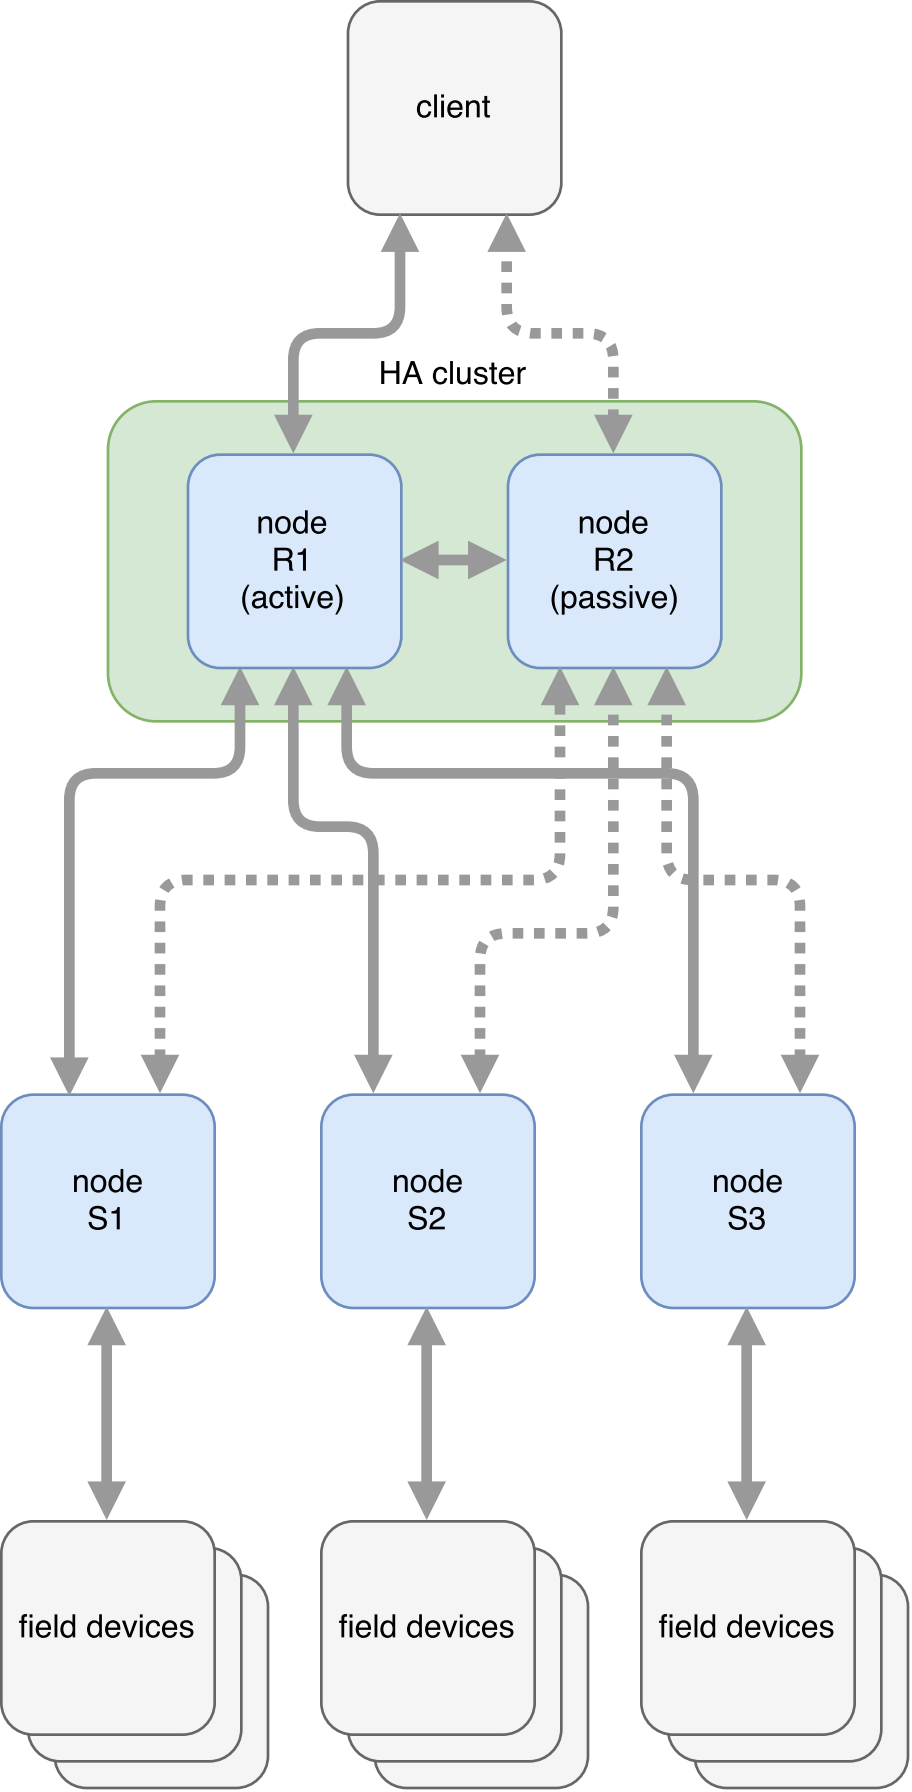 client
HA cluster
node
R1
(active)
node
R2
(passive)
node
S1
node
S2
node
S3
field devices
field devices
field devices